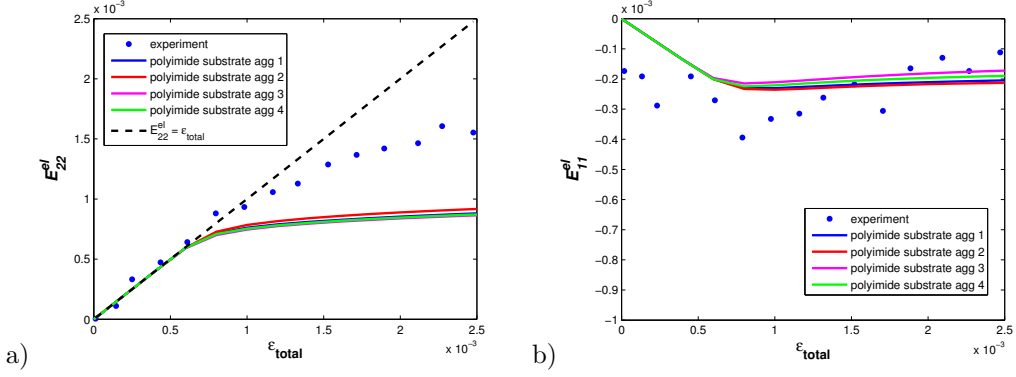 x 10⁻³
2.5
2
1.5
1
0.5
0
E₂₂ᵉˡ
experiment
polyimide substrate agg 1
polyimide substrate agg 2
polyimide substrate agg 3
polyimide substrate agg 4
E₂₂ᵉˡ = ε_total
0 0.5 1 1.5 2 2.5
x 10⁻³
ε_total
a)
x 10⁻³
0
−0.1
−0.2
−0.3
−0.4
−0.5
−0.6
−0.7
−0.8
−0.9
−1
E₁₁ᵉˡ
experiment
polyimide substrate agg 1
polyimide substrate agg 2
polyimide substrate agg 3
polyimide substrate agg 4
0 0.5 1 1.5 2 2.5
x 10⁻³
ε_total
b)